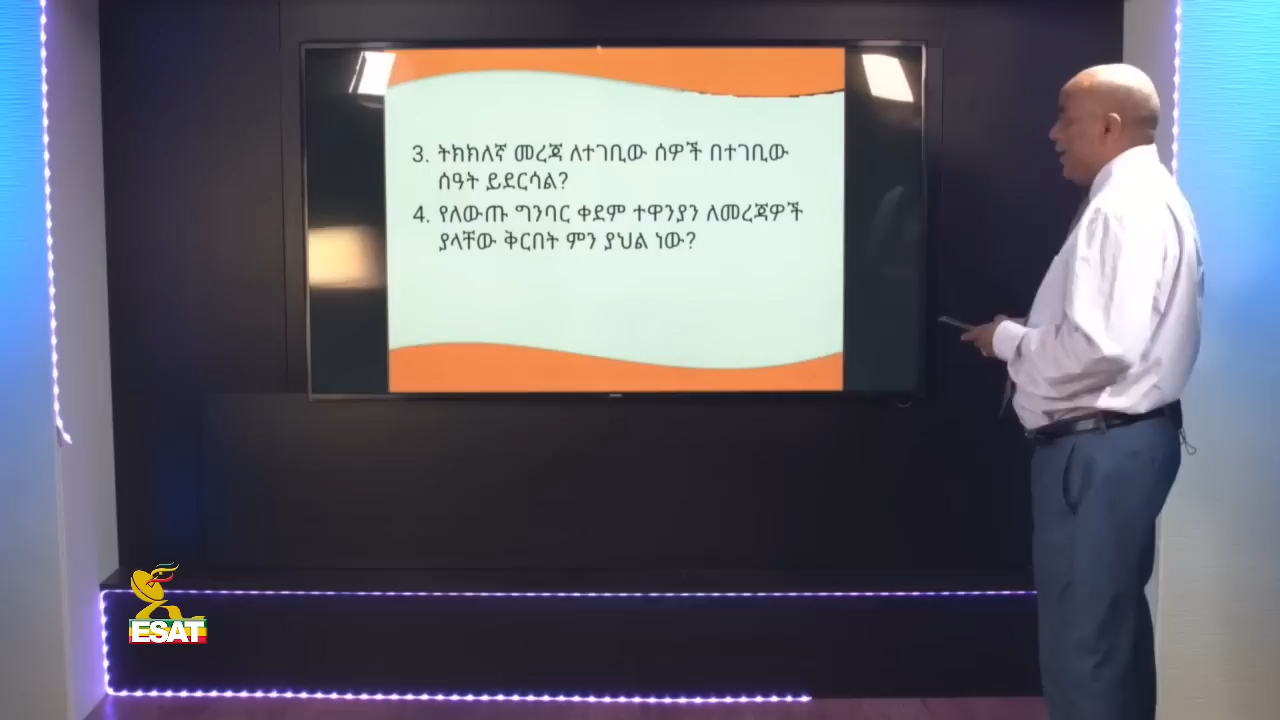 3. ትክክለኛ መረጃ ለተገቢው ሰዎች በተገቢው
ሰዓት ይደርሳል?
4. የለውጡ ግንባር ቀደም ተዋንያን ለመረጃዎች
ያላቸው ቅርበት ምን ያህል ነው?
ESAT